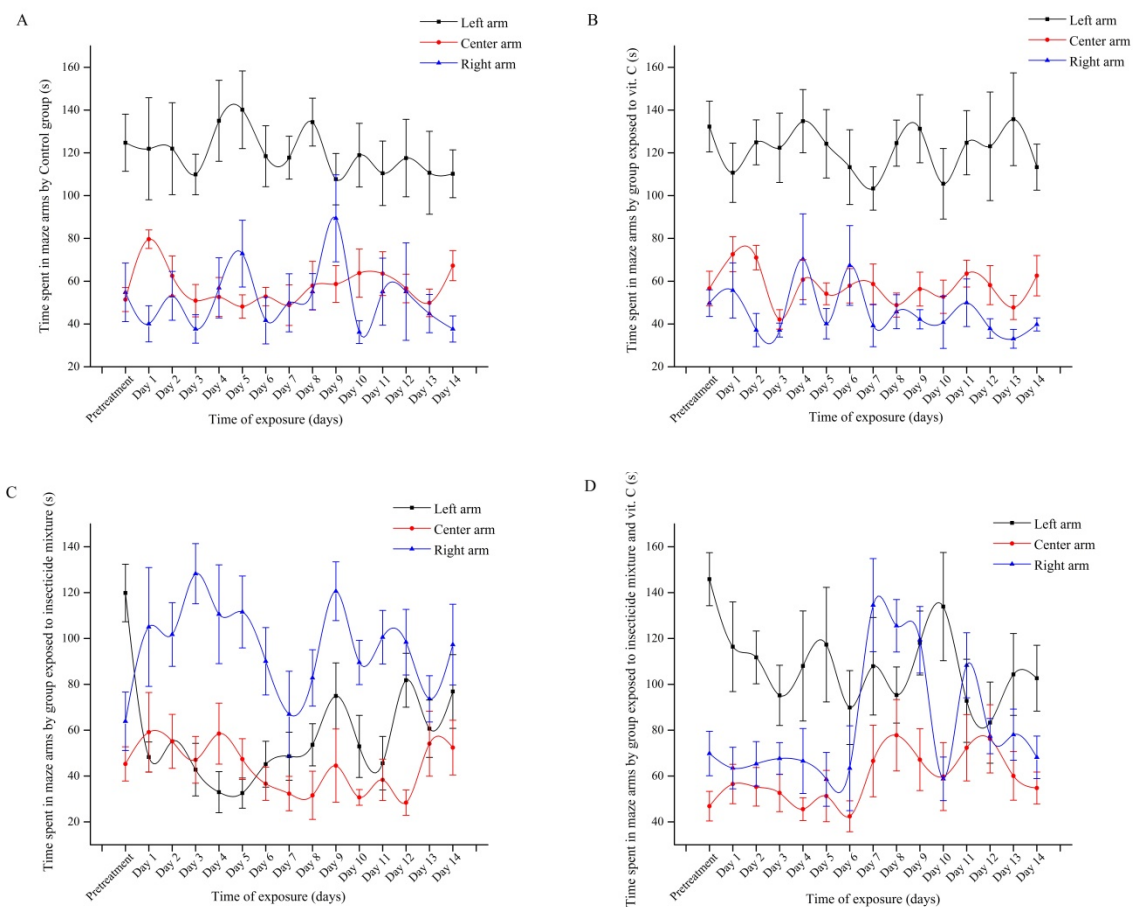 A
Left arm
Center arm
Right arm
Time spent in maze arms by Control group (s)
160
140
120
100
80
60
40
20
Pretreatment
Day 1
Day 2
Day 3
Day 4
Day 5
Day 6
Day 7
Day 8
Day 9
Day 10
Day 11
Day 12
Day 13
Day 14
Time of exposure (days)
B
Left arm
Center arm
Right arm
Time spent in maze arms by group exposed to vit. C (s)
160
140
120
100
80
60
40
20
Pretreatment
Day 1
Day 2
Day 3
Day 4
Day 5
Day 6
Day 7
Day 8
Day 9
Day 10
Day 11
Day 12
Day 13
Day 14
Time of exposure (days)
C
Left arm
Center arm
Right arm
Time spent in maze arms by group exposed to insecticide mixture (s)
140
120
100
80
60
40
20
Pretreatment
Day 1
Day 2
Day 3
Day 4
Day 5
Day 6
Day 7
Day 8
Day 9
Day 10
Day 11
Day 12
Day 13
Day 14
Time of exposure (days)
D
Left arm
Center arm
Right arm
Time spent in maze arms by group exposed to insecticide mixture and vit. C (s)
160
140
120
100
80
60
40
Pretreatment
Day 1
Day 2
Day 3
Day 4
Day 5
Day 6
Day 7
Day 8
Day 9
Day 10
Day 11
Day 12
Day 13
Day 14
Time of exposure (days)